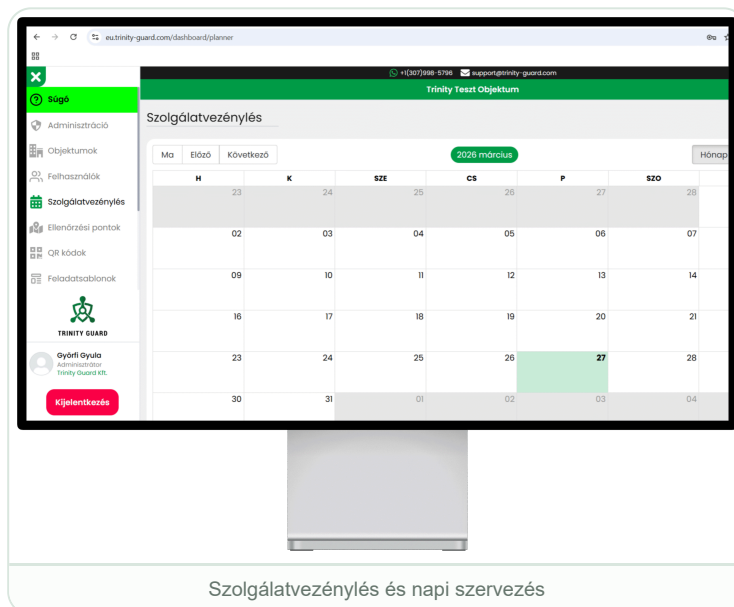 eu.trinity-guard.com/dashboard/planner
+1(307)998-5796 support@trinity-guard.com
Trinity Teszt Objektum
Súgó
Adminisztráció
Objektumok
Felhasználók
Szolgálatvezénylés
Ellenőrzési pontok
QR kódok
Feladatsablonok
TRINITY GUARD
Györfi Gyula
Adminisztrátor
Trinity Guard Kft.
Kijelentkezés
Szolgálatvezénylés
Ma Előző Következő 2026 március Hónap
H K SZE CS P SZO
23 24 25 26 27 28
02 03 04 05 06 07
09 10 11 12 13 14
16 17 18 19 20 21
23 24 25 26 27 28
30 31 01 02 03 04
Szolgálatvezénylés és napi szervezés